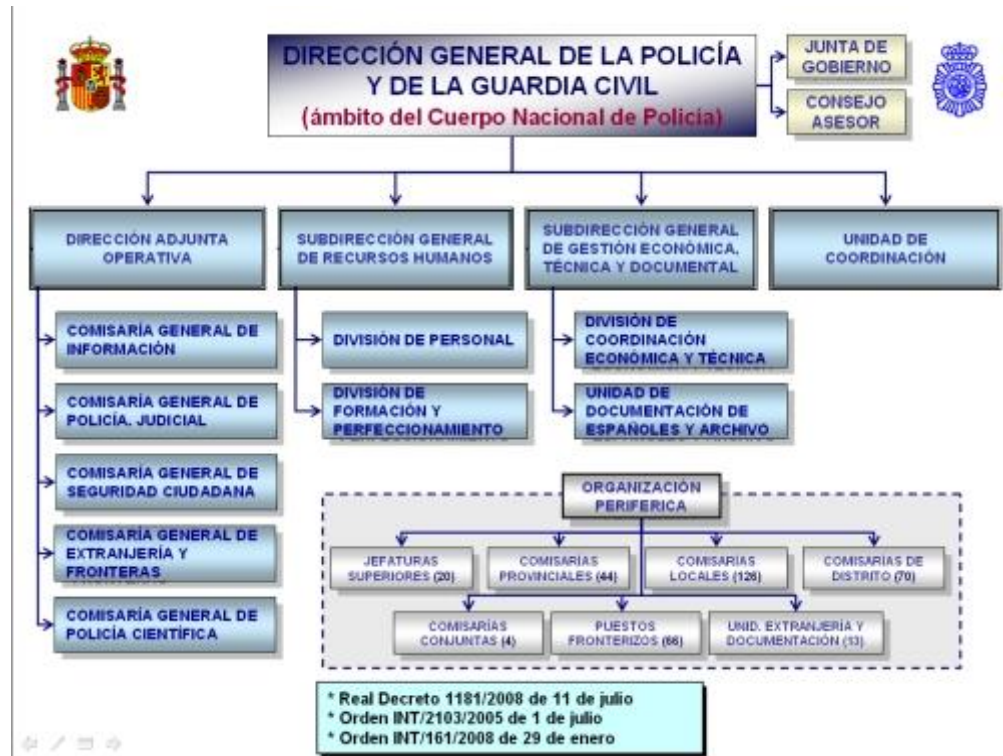 DIRECCIÓN GENERAL DE LA POLICÍA
Y DE LA GUARDIA CIVIL
(ámbito del Cuerpo Nacional de Policía)
JUNTA DE
GOBIERNO
CONSEJO
ASESOR
DIRECCIÓN ADJUNTA
OPERATIVA
SUBDIRECCIÓN GENERAL
DE RECURSOS HUMANOS
SUBDIRECCIÓN GENERAL
DE GESTIÓN ECONÓMICA,
TÉCNICA Y DOCUMENTAL
UNIDAD DE
COORDINACIÓN
COMISARÍA GENERAL DE
INFORMACIÓN
COMISARÍA GENERAL DE
POLICÍA. JUDICIAL
COMISARÍA GENERAL DE
SEGURIDAD CIUDADANA
COMISARÍA GENERAL DE
EXTRANJERÍA Y
FRONTERAS
COMISARÍA GENERAL DE
POLICÍA CIENTÍFICA
DIVISIÓN DE PERSONAL
DIVISIÓN DE
FORMACIÓN Y
PERFECCIONAMIENTO
DIVISIÓN DE
COORDINACIÓN
ECONÓMICA Y TÉCNICA
UNIDAD DE
DOCUMENTACIÓN DE
ESPAÑOLES Y ARCHIVO
ORGANIZACIÓN
PERIFERICA
JEFATURAS
SUPERIORES (20)
COMISARÍAS
PROVINCIALES (44)
COMISARÍAS
LOCALES (126)
COMISARÍAS DE
DISTRITO (70)
COMISARÍAS
CONJUNTAS (4)
PUESTOS
FRONTERIZOS (66)
UNID. EXTRANJERÍA Y
DOCUMENTACIÓN (13)
* Real Decreto 1181/2008 de 11 de julio
* Orden INT/2103/2005 de 1 de julio
* Orden INT/161/2008 de 29 de enero